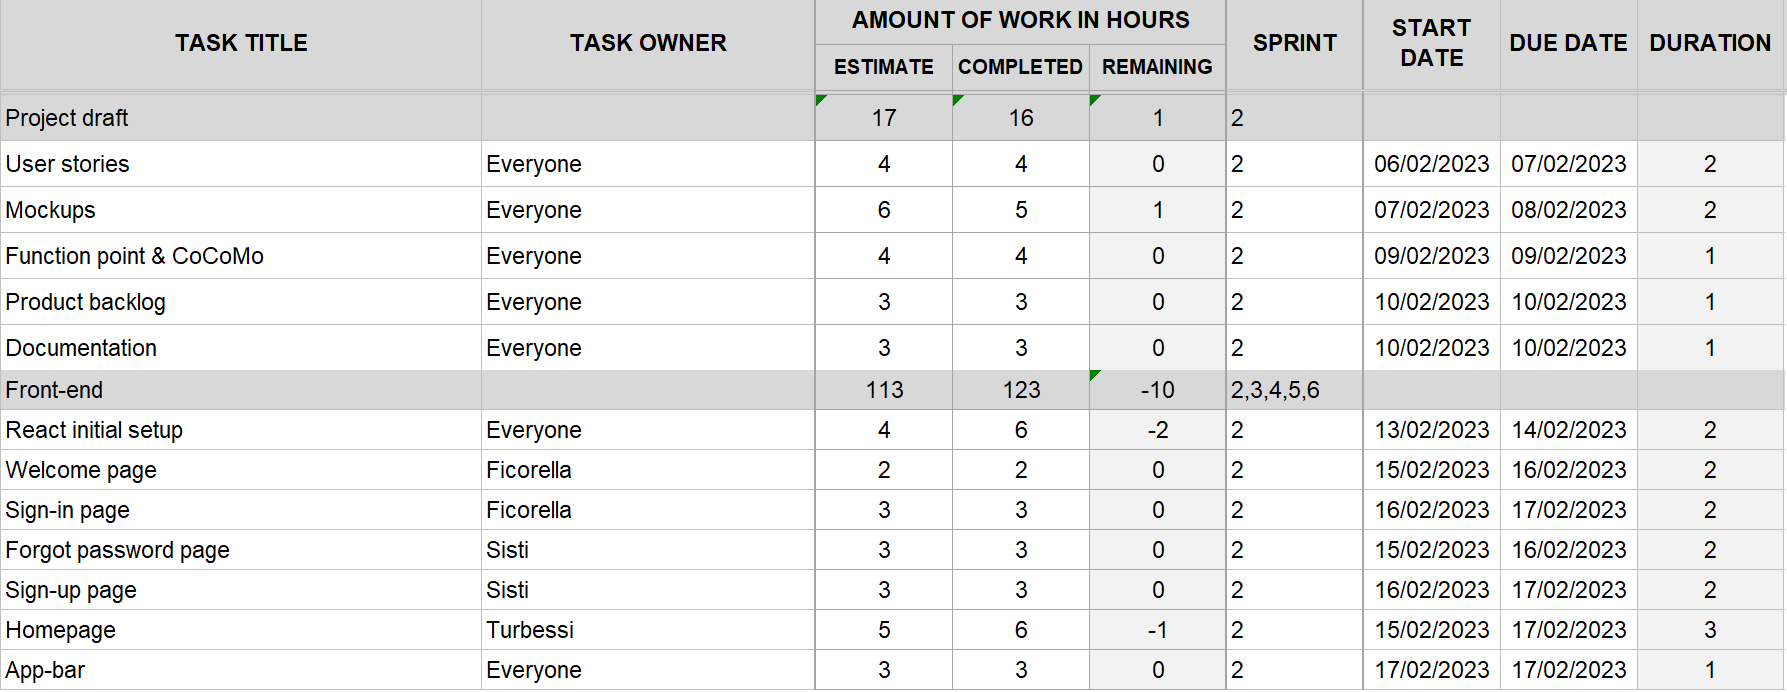 TASK TITLE TASK OWNER AMOUNT OF WORK IN HOURS SPRINT START DATE DUE DATE DURATION
ESTIMATE COMPLETED REMAINING
Project draft 17 16 1 2
User stories Everyone 4 4 0 2 06/02/2023 07/02/2023 2
Mockups Everyone 6 5 1 2 07/02/2023 08/02/2023 2
Function point & CoCoMo Everyone 4 4 0 2 09/02/2023 09/02/2023 1
Product backlog Everyone 3 3 0 2 10/02/2023 10/02/2023 1
Documentation Everyone 3 3 0 2 10/02/2023 10/02/2023 1
Front-end 113 123 -10 2,3,4,5,6
React initial setup Everyone 4 6 -2 2 13/02/2023 14/02/2023 2
Welcome page Ficorella 2 2 0 2 15/02/2023 16/02/2023 2
Sign-in page Ficorella 3 3 0 2 16/02/2023 17/02/2023 2
Forgot password page Sisti 3 3 0 2 15/02/2023 16/02/2023 2
Sign-up page Sisti 3 3 0 2 16/02/2023 17/02/2023 2
Homepage Turbessi 5 6 -1 2 15/02/2023 17/02/2023 3
App-bar Everyone 3 3 0 2 17/02/2023 17/02/2023 1